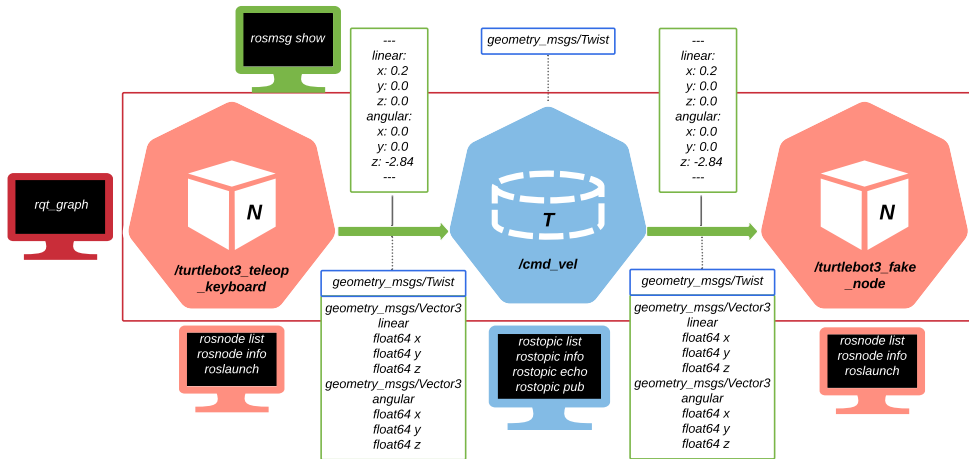 rosmsg show
---
linear:
x: 0.2
y: 0.0
z: 0.0
angular:
x: 0.0
y: 0.0
z: -2.84
---
geometry_msgs/Twist
---
linear:
x: 0.2
y: 0.0
z: 0.0
angular:
x: 0.0
y: 0.0
z: -2.84
---
rqt_graph
N
/turtlebot3_teleop
_keyboard
T
/cmd_vel
N
/turtlebot3_fake
_node
geometry_msgs/Twist
geometry_msgs/Vector3
linear
float64 x
float64 y
float64 z
geometry_msgs/Vector3
angular
float64 x
float64 y
float64 z
geometry_msgs/Twist
geometry_msgs/Vector3
linear
float64 x
float64 y
float64 z
geometry_msgs/Vector3
angular
float64 x
float64 y
float64 z
rosnode list
rosnode info
roslaunch
rostopic list
rostopic info
rostopic echo
rostopic pub
rosnode list
rosnode info
roslaunch